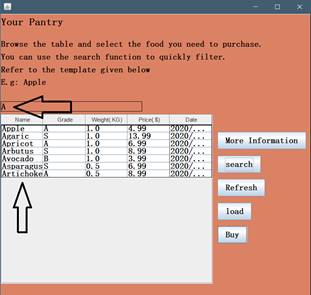 Your Pantry
Browse the table and select the food you need to purchase.
You can use the search function to quickly filter.
Refer to the template given below
E.g: Apple
A
Name Grade Weight( KG) Price( $) Date
Apple A 1.0 4.99 2020/...
Agaric S 1.0 13.99 2020/...
Apricot A 1.0 6.99 2020/...
Arbutus S 1.0 8.99 2020/...
Avocado B 1.0 3.99 2020/...
Asparagus S 0.5 6.99 2020/...
Artichoke A 0.5 8.99 2020/...
More Information
search
Refresh
load
Buy